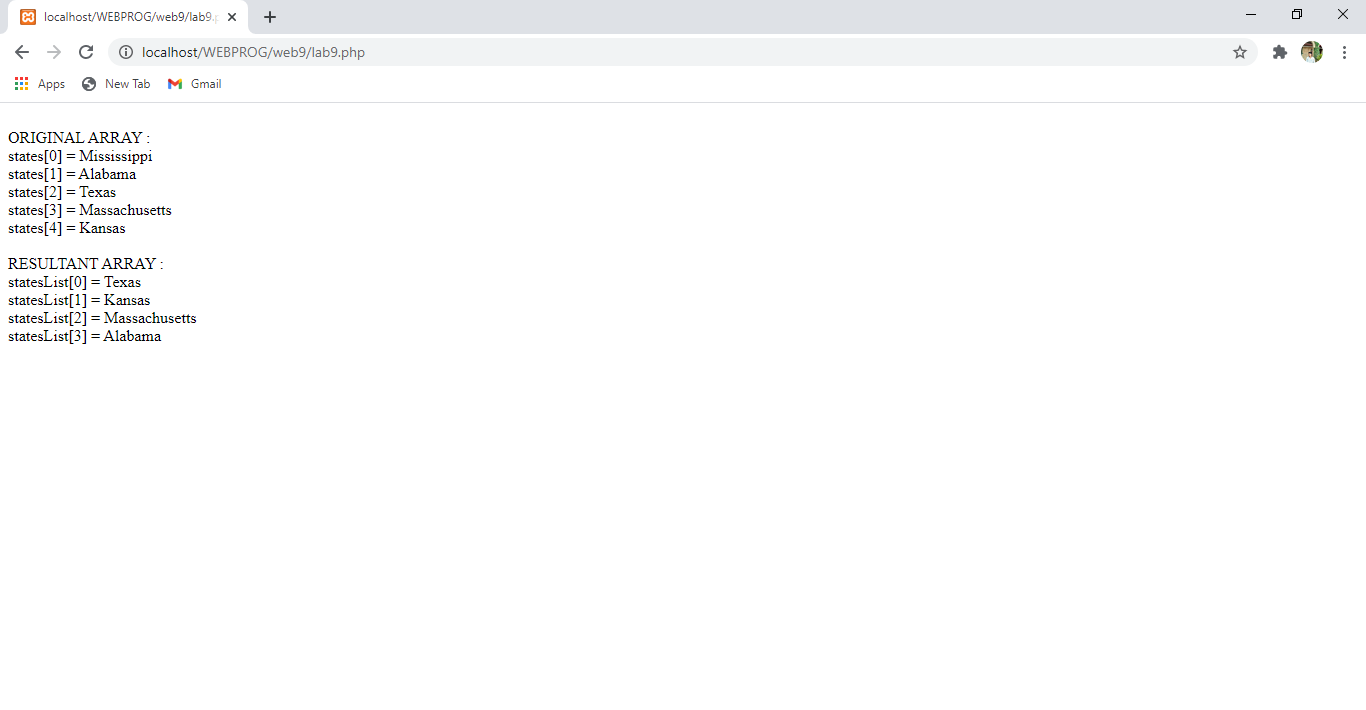 localhost/WEBPROG/web9/lab9.p
localhost/WEBPROG/web9/lab9.php
Apps New Tab Gmail
ORIGINAL ARRAY :
states[0] = Mississippi
states[1] = Alabama
states[2] = Texas
states[3] = Massachusetts
states[4] = Kansas
RESULTANT ARRAY :
statesList[0] = Texas
statesList[1] = Kansas
statesList[2] = Massachusetts
statesList[3] = Alabama